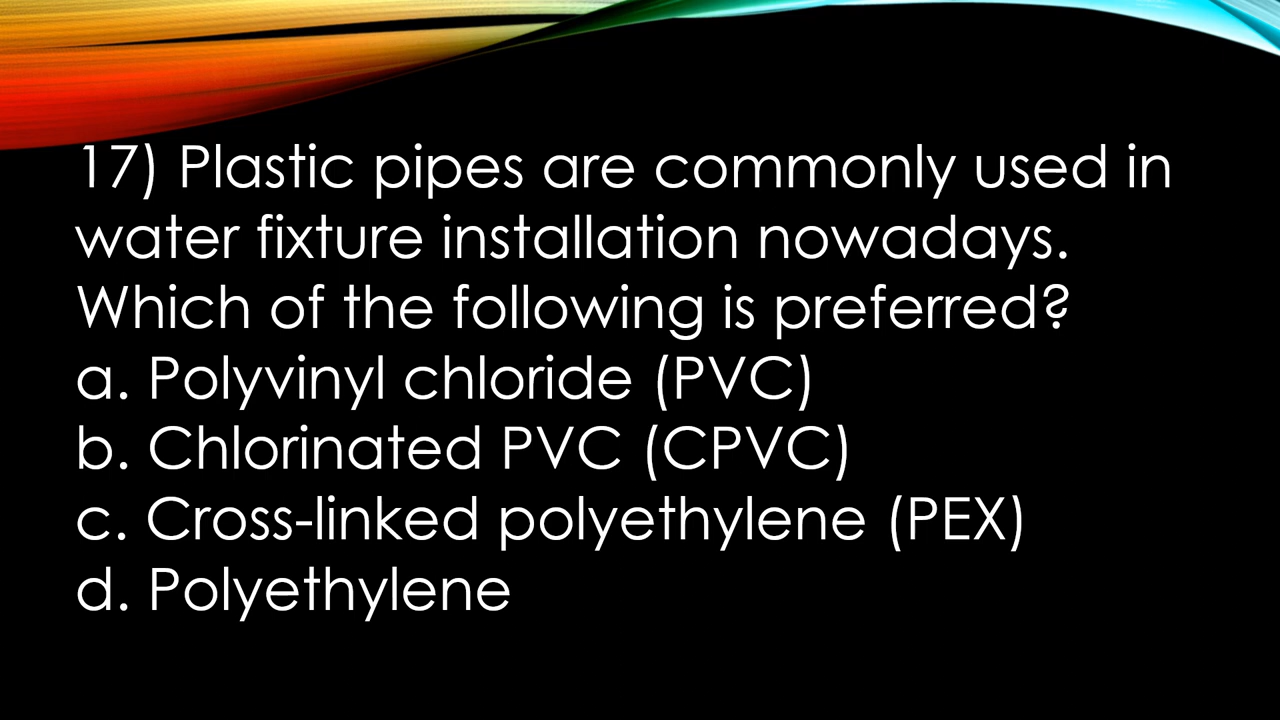 17) Plastic pipes are commonly used in
water fixture installation nowadays.
Which of the following is preferred?
a. Polyvinyl chloride (PVC)
b. Chlorinated PVC (CPVC)
c. Cross-linked polyethylene (PEX)
d. Polyethylene